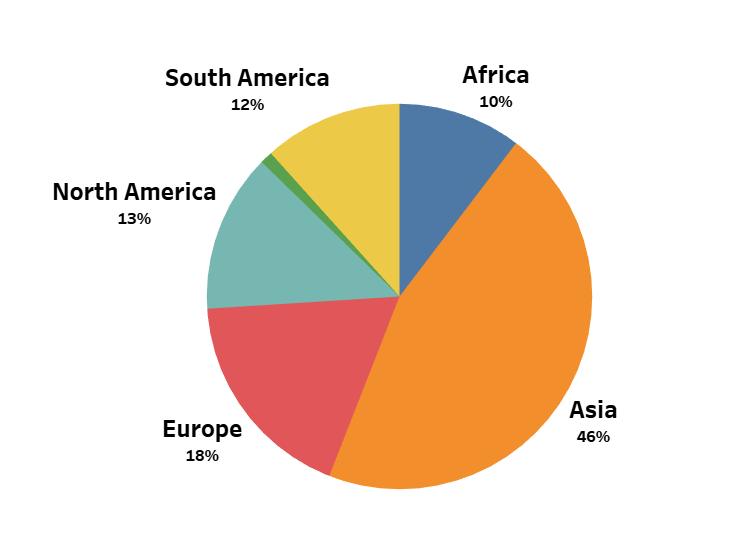 South America
12%
Africa
10%
North America
13%
Asia
46%
Europe
18%